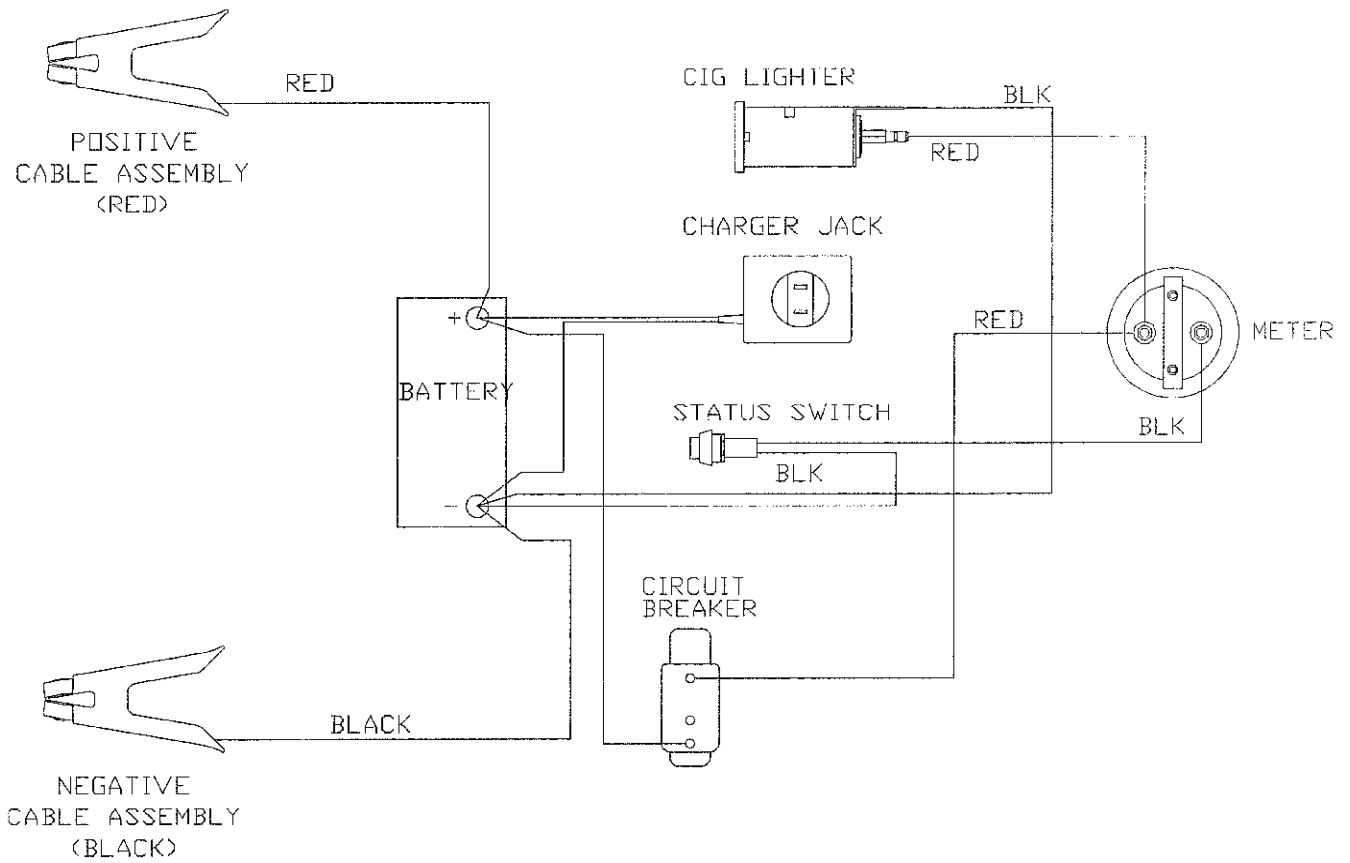 RED
POSITIVE
CABLE ASSEMBLY
(RED)
CIG LIGHTER
BLK
RED
CHARGER JACK
+
BATTERY
-
RED
METER
STATUS SWITCH
BLK
BLK
CIRCUIT
BREAKER
BLACK
NEGATIVE
CABLE ASSEMBLY
(BLACK)